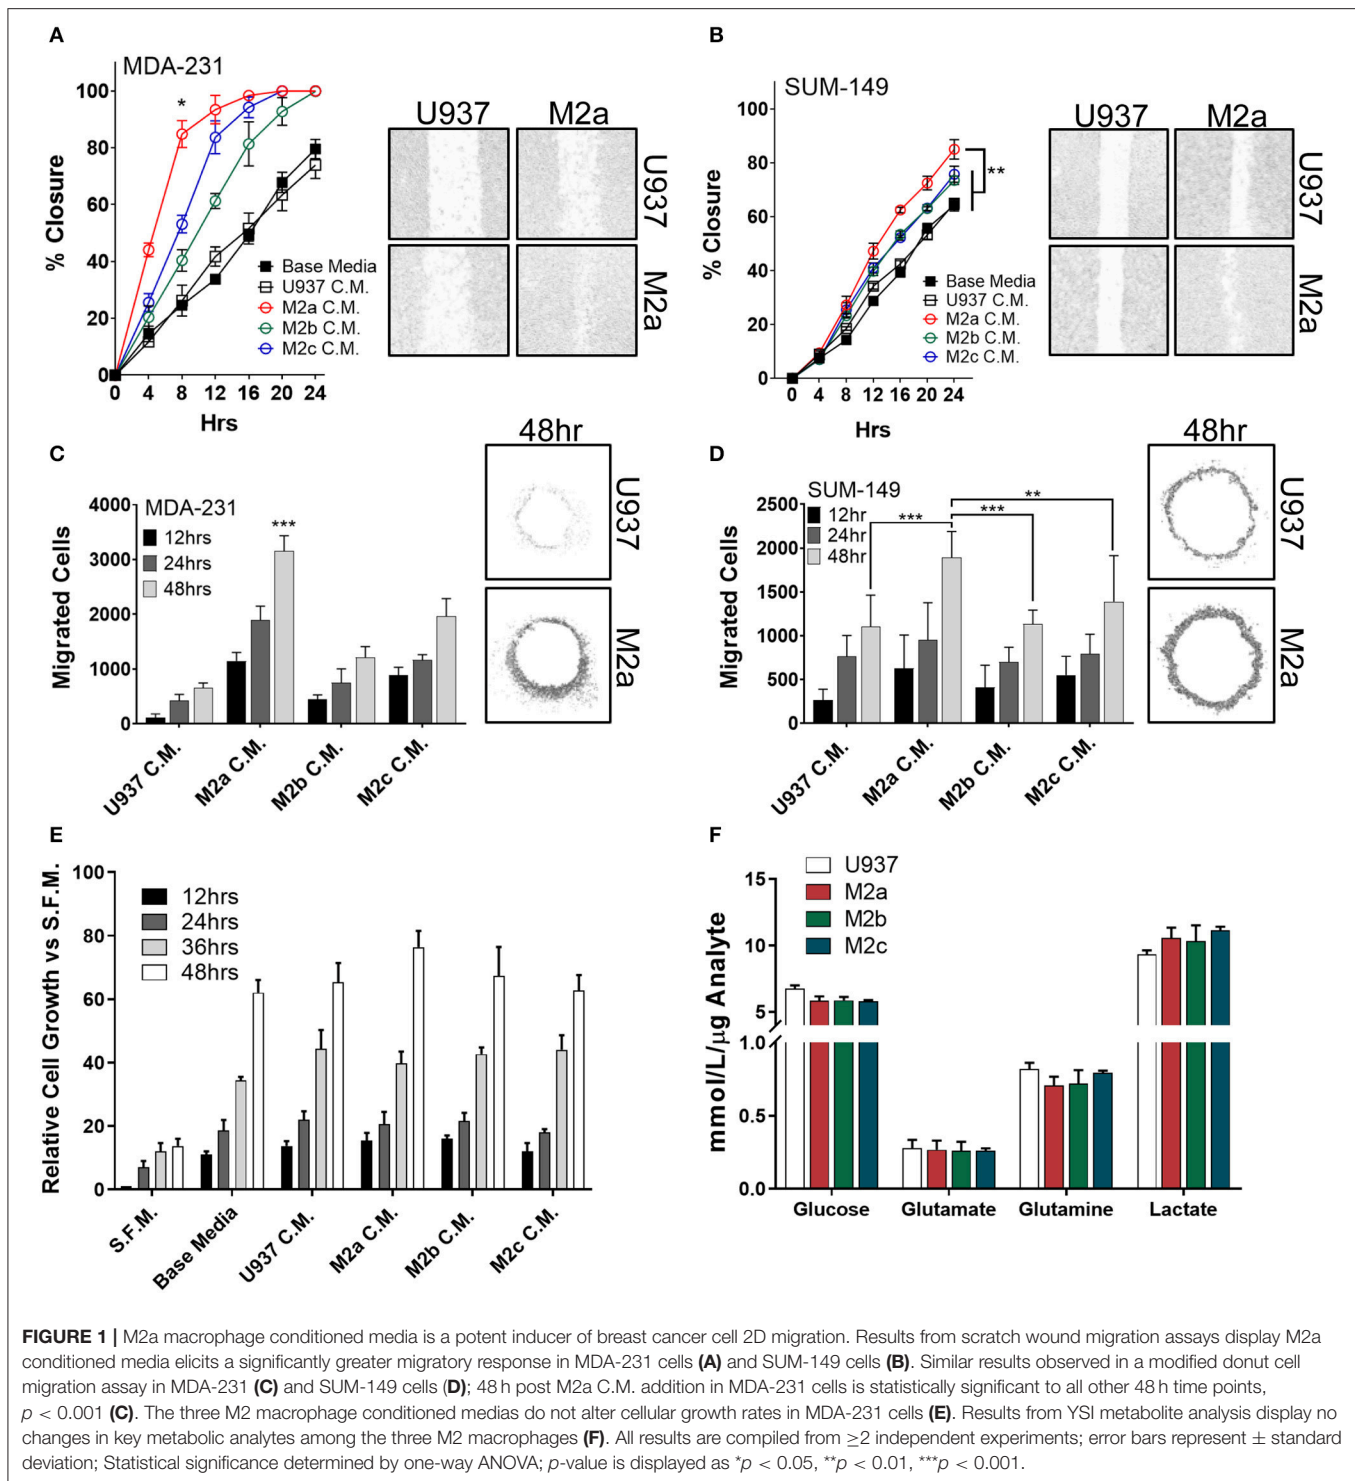 A
MDA-231
% Closure
100
80
60
40
20
0
*
Base Media
U937 C.M.
M2a C.M.
M2b C.M.
M2c C.M.
0 4 8 12 16 20 24
Hrs
U937 M2a
U937
M2a
B
SUM-149
% Closure
100
80
60
40
20
0
**
Base Media
U937 C.M.
M2a C.M.
M2b C.M.
M2c C.M.
0 4 8 12 16 20 24
Hrs
U937 M2a
U937
M2a
C
MDA-231
12hrs
24hrs
48hrs
Migrated Cells
4000
3000
2000
1000
0
***
U937 C.M. M2a C.M. M2b C.M. M2c C.M.
48hr
U937
M2a
D
SUM-149
12hr
24hr
48hr
Migrated Cells
2500
2000
1500
1000
500
0
***
***
**
U937 C.M. M2a C.M. M2b C.M. M2c C.M.
48hr
U937
M2a
E
Relative Cell Growth vs S.F.M.
100
80
60
40
20
0
12hrs
24hrs
36hrs
48hrs
S.F.M. Base Media U937 C.M. M2a C.M. M2b C.M. M2c C.M.
F
U937
M2a
M2b
M2c
mmol/L/µg Analyte
15
10
5
1.0
0.5
0.0
Glucose Glutamate Glutamine Lactate
FIGURE 1 | M2a macrophage conditioned media is a potent inducer of breast cancer cell 2D migration. Results from scratch wound migration assays display M2a
conditioned media elicits a significantly greater migratory response in MDA-231 cells (A) and SUM-149 cells (B). Similar results observed in a modified donut cell
migration assay in MDA-231 (C) and SUM-149 cells (D); 48 h post M2a C.M. addition in MDA-231 cells is statistically significant to all other 48 h time points,
p < 0.001 (C). The three M2 macrophage conditioned medias do not alter cellular growth rates in MDA-231 cells (E). Results from YSI metabolite analysis display no
changes in key metabolic analytes among the three M2 macrophages (F). All results are compiled from ≥2 independent experiments; error bars represent ± standard
deviation; Statistical significance determined by one-way ANOVA; p-value is displayed as *p < 0.05, **p < 0.01, ***p < 0.001.